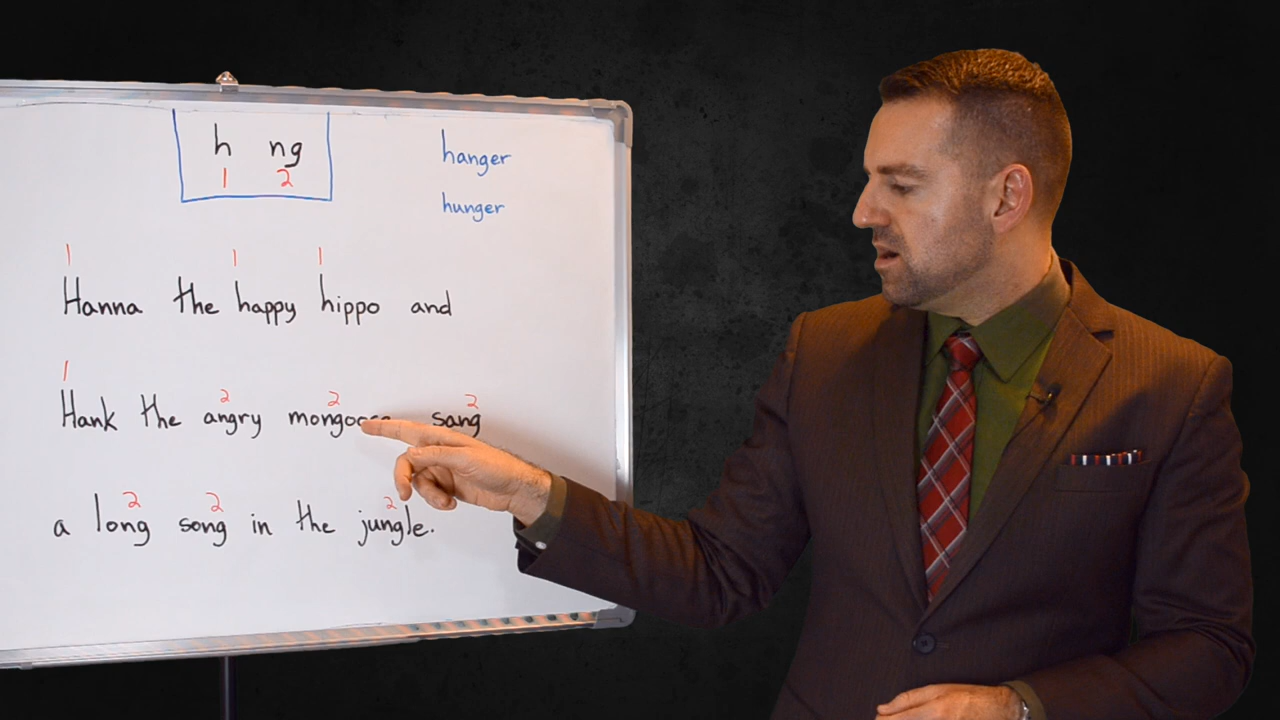 h ng
1 2
hanger
hunger
1 1 1
Hanna the happy hippo and
1 2 2 2
Hank the angry sang
2 2 2
a long song in the jungle.